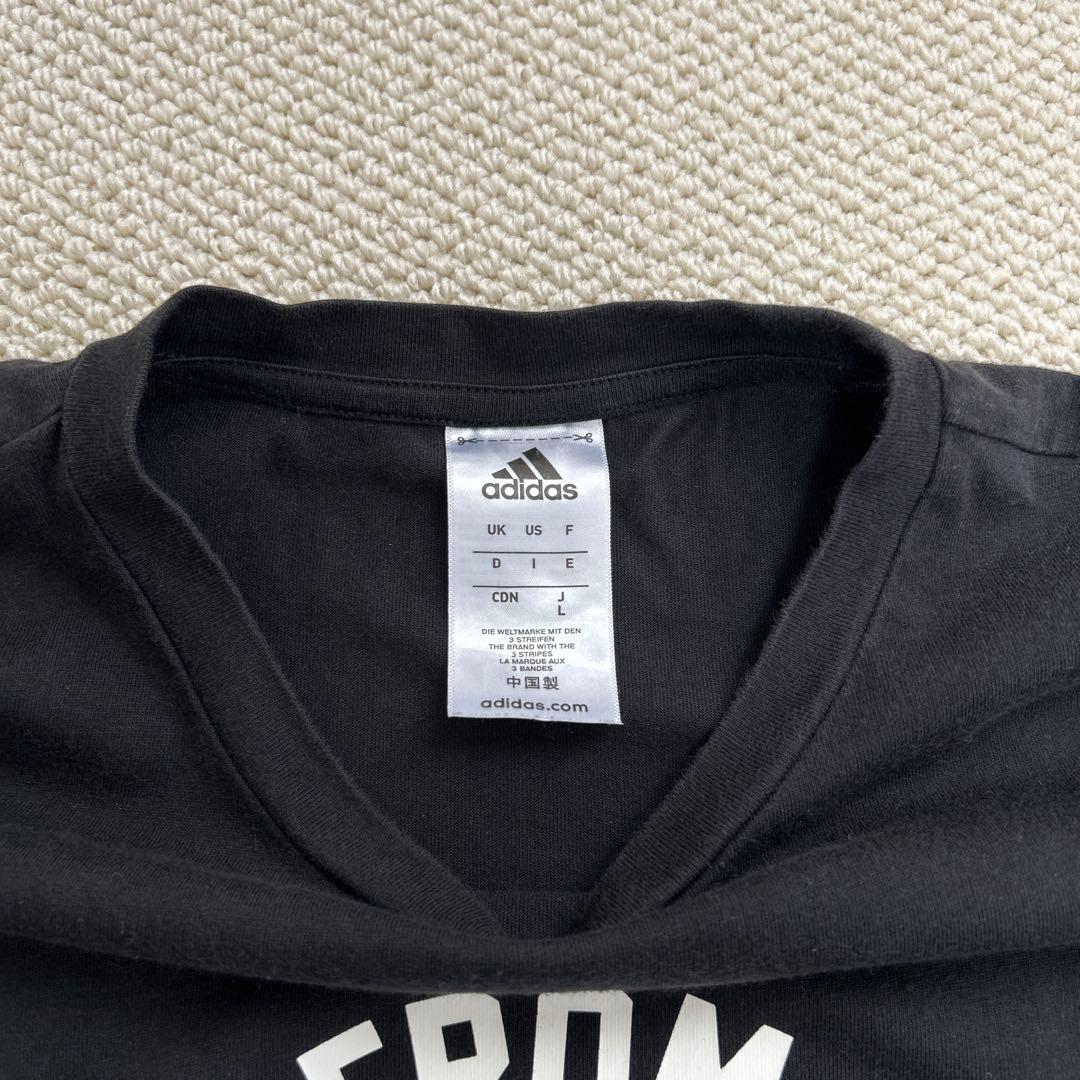 adidas
UK US F
D I E
CDN J
L
DIE WELTMARKE MIT DEN
3 STREIFEN
THE BRAND WITH THE
3 STRIPES
LA MARQUE AUX
3 BANDES
中国製
adidas.com